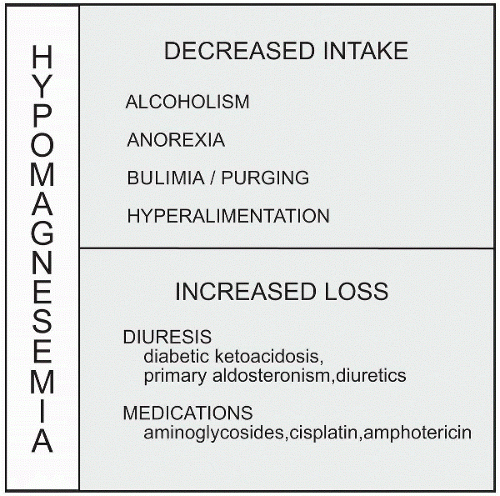 HYPOMAGNESEMIA
DECREASED INTAKE
ALCOHOLISM
ANOREXIA
BULIMIA / PURGING
HYPERALIMENTATION
INCREASED LOSS
DIURESIS
diabetic ketoacidosis,
primary aldosteronism,diuretics
MEDICATIONS
aminoglycosides,cisplatin,amphotericin